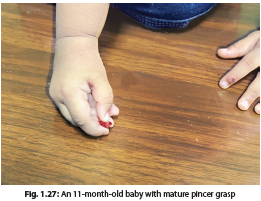 Fig. 1.27: An 11-month-old baby with mature pincer grasp